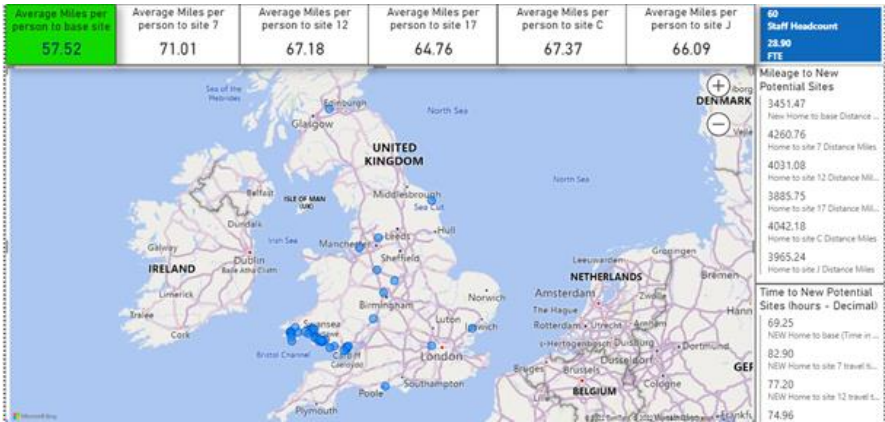 Average Miles per
person to base site
57.52
Average Miles per
person to site 7
71.01
Average Miles per
person to site 12
67.18
Average Miles per
person to site 17
64.76
Average Miles per
person to site C
67.37
Average Miles per
person to site J
66.09
60
Staff Headcount
28.90
FTE
Mileage to New
Potential Sites
3451.47
New Home to base Distance ...
4260.76
Home to site 7 Distance Miles
4031.08
Home to site 12 Distance Mil...
3885.75
Home to site 17 Distance Mil...
4042.18
Home to site C Distance Miles
3965.24
Home to site J Distance Miles
Time to New Potential
Sites (hours - Decimal)
69.25
NEW Home to base (Time in ...
82.90
NEW Home to site 7 travel t...
77.20
NEW Home to site 12 travel t...
74.96
Sea of the
Hebrides
Edinburgh
Glasgow
North Sea
DENMARK
UNITED
KINGDOM
North Sea
Belfast
ISLE OF MAN
(UK)
Middlesbrough
Dundalk
Irish Sea
Leeds
Hull
Galway
Dublin
Baile Átha Cliath
Manchester
Sheffield
IRELAND
Limerick
Tralee
Cork
Birmingham
Norwich
Leeuwarden
Groningen
Bremen
NETHERLANDS
Amsterdam
Zwolle
The Hague
Swansea
Luton
Ipswich
Rotterdam
Utrecht
Arnhem
's-Hertogenbosch
Duisburg
Dortmund
Bristol Channel
Cardiff
London
Düsseldorf
Bruges
Brussels
Cologne
BELGIUM
Southampton
Poole
Plymouth
Microsoft Bing